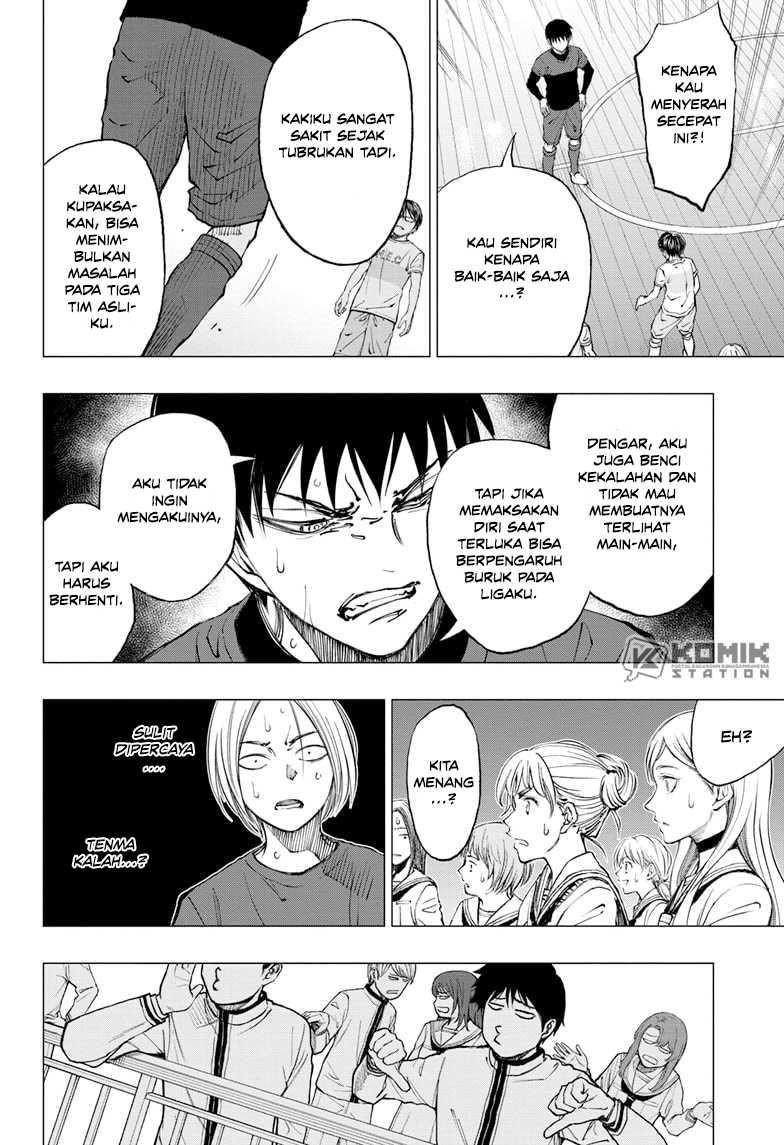 KENAPA
KAU
MENYERAH
SECEPAT
INI?!
KAU SENDIRI
KENAPA
BAIK-BAIK SAJA
...?
KAKIKU SANGAT
SAKIT SEJAK
TUBRUKAN TADI.
KALAU
KUPAKSA-
KAN, BISA
MENIM-
BULKAN
MASALAH
PADA TIGA
TIM ASLI-
KU.
DENGAR, AKU
JUGA BENCI
KEKALAHAN DAN
TIDAK MAU
MEMBUATNYA
TERLIHAT
MAIN-MAIN,
TAPI JIKA
MEMAKSAKAN
DIRI SAAT
TERLUKA BISA
BERPENGARUH
BURUK PADA
LIGAKU.
AKU TIDAK
INGIN
MENGAKUINYA,
TAPI AKU
HARUS
BERHENTI.
KOMIK
STATION
EH?
KITA
MENANG
...?
SULIT
DIPERCAYA
....
TENMA
KALAH...?